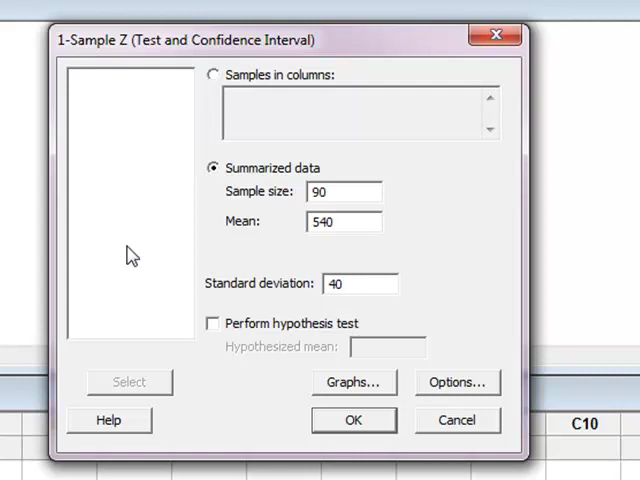 1-Sample Z (Test and Confidence Interval)
Samples in columns:
Summarized data
Sample size: 90
Mean: 540
Standard deviation: 40
Perform hypothesis test
Hypothesized mean:
Select
Graphs...
Options...
Help
OK
Cancel
C10